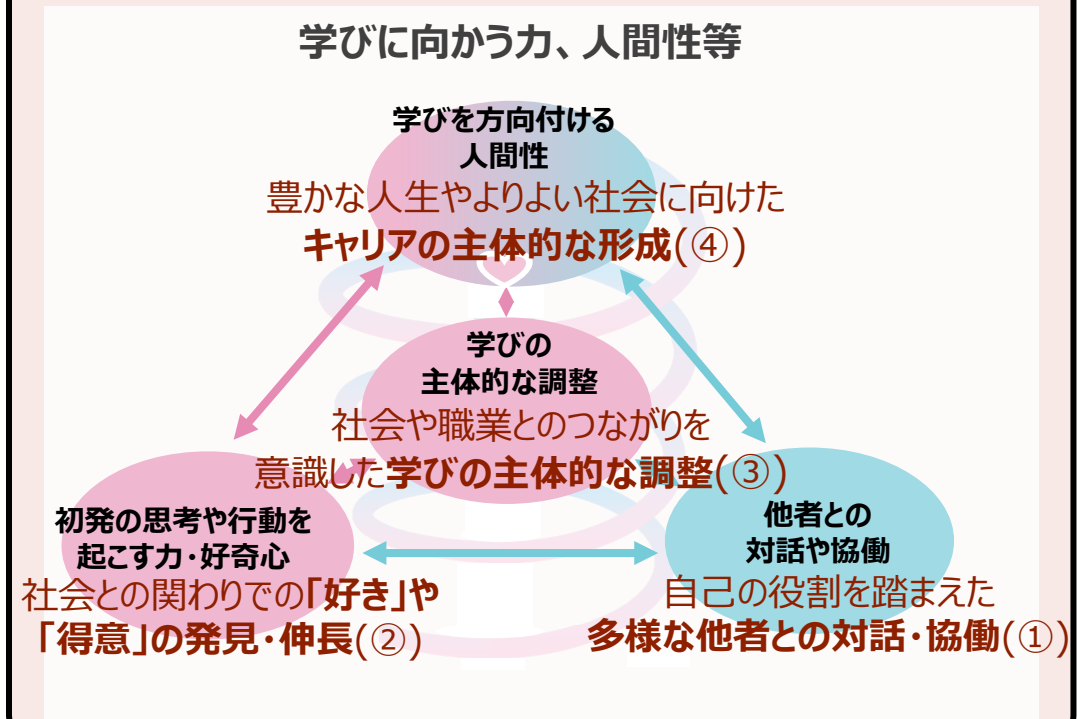 学びに向かう力、人間性等
学びを方向付ける
人間性
豊かな人生やよりよい社会に向けた
キャリアの主体的な形成(④)
学びの
主体的な調整
社会や職業とのつながりを
意識した学びの主体的な調整(③)
初発の思考や行動を
起こす力・好奇心
社会との関わりでの「好き」や
「得意」の発見・伸長(②)
他者との
対話や協働
自己の役割を踏まえた
多様な他者との対話・協働(①)